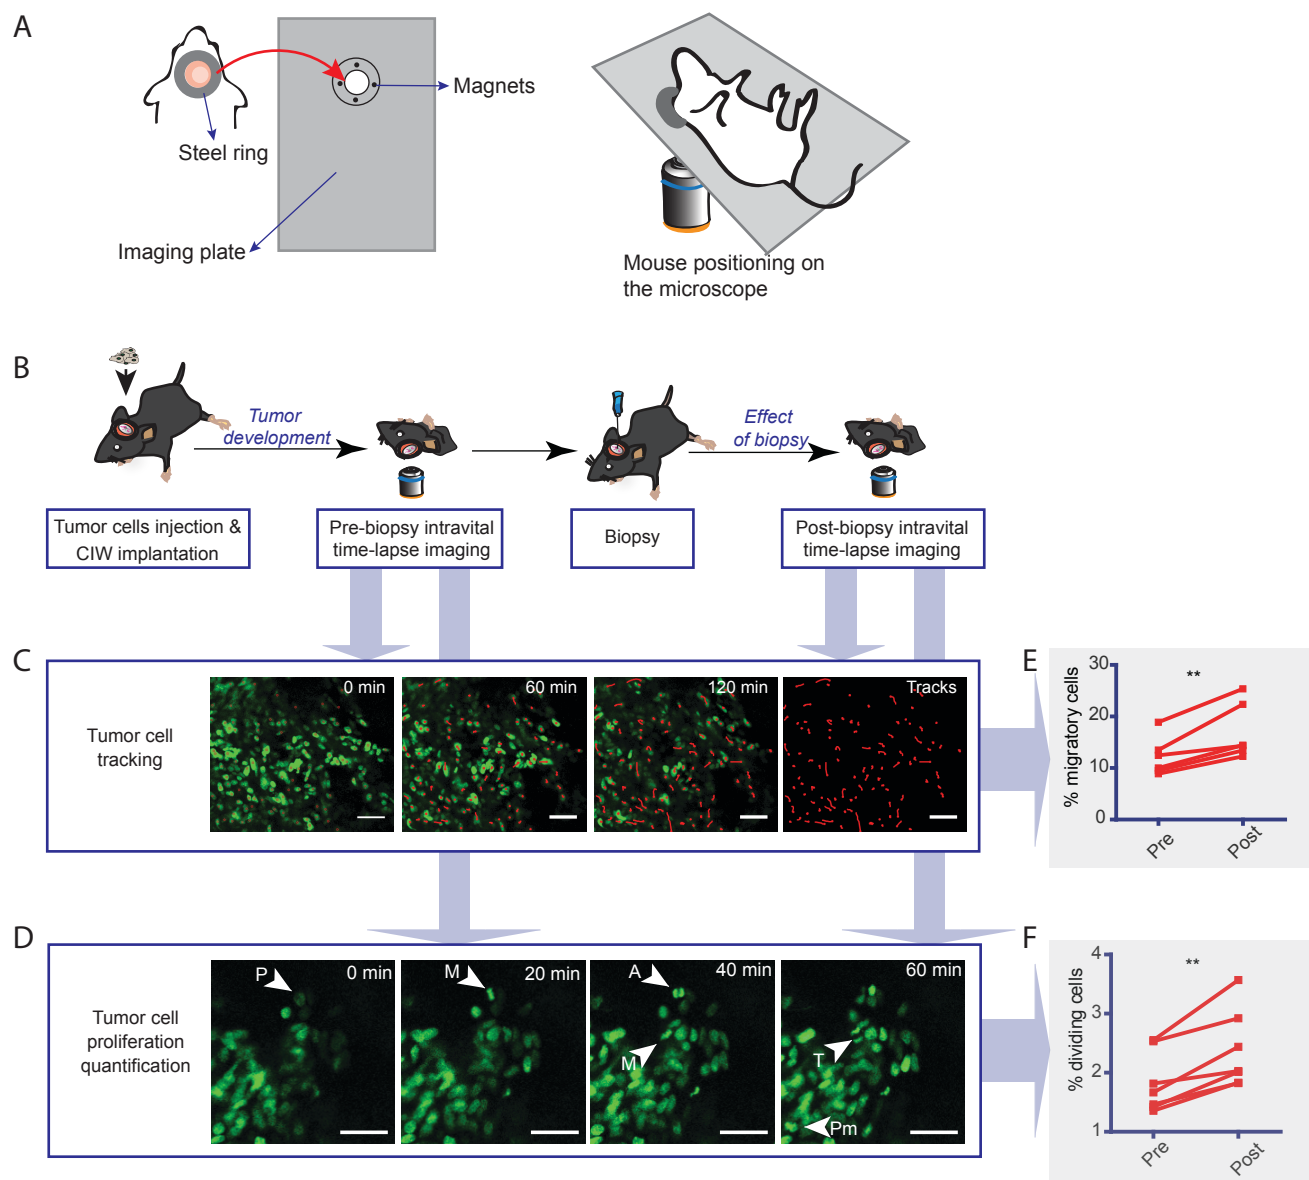 A
Magnets
Steel ring
Imaging plate
Mouse positioning on
the microscope
B
Tumor
development
Effect
of biopsy
Tumor cells injection &
CIW implantation
Pre-biopsy intravital
time-lapse imaging
Biopsy
Post-biopsy intravital
time-lapse imaging
C
Tumor cell
tracking
0 min
60 min
120 min
Tracks
E
30
20
10
0
% migratory cells
**
Pre
Post
D
Tumor cell
proliferation
quantification
P
0 min
M
20 min
A
40 min
M
60 min
T
Pm
F
4
3
2
1
% dividing cells
**
Pre
Post